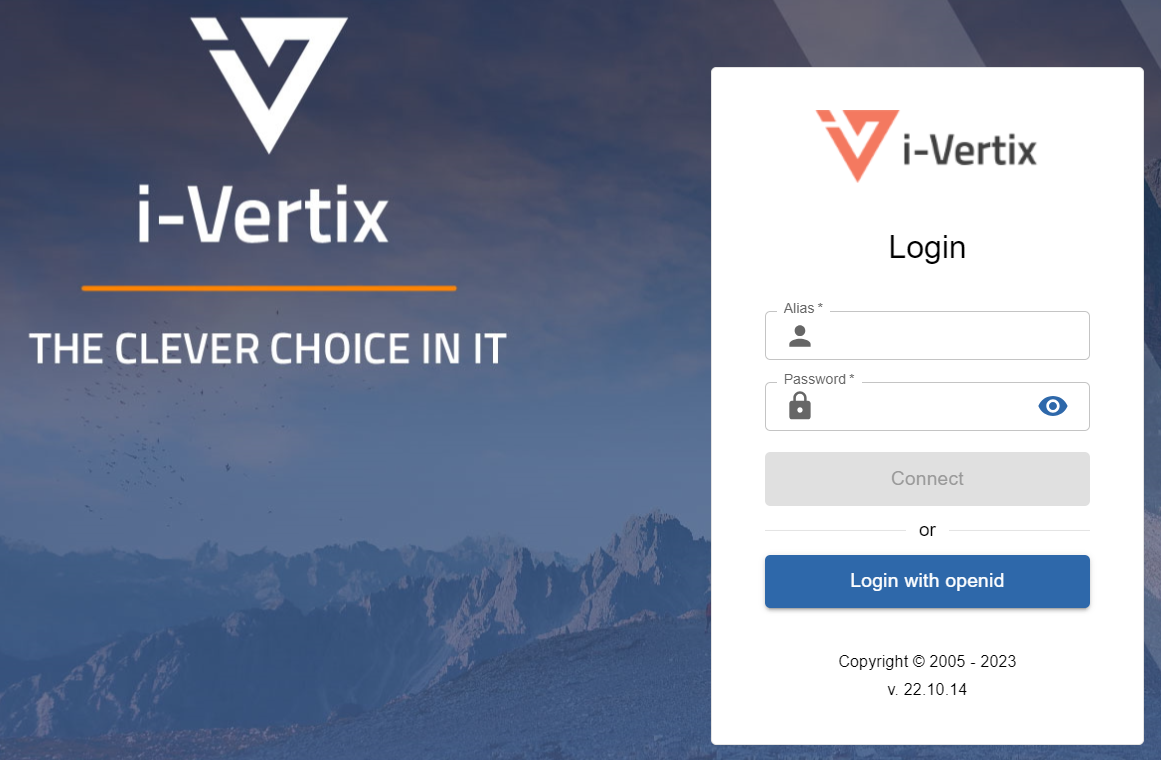 i-Vertix
THE CLEVER CHOICE IN IT
i-Vertix
Login
Alias *
Password *
Connect
or
Login with openid
Copyright © 2005 - 2023
v. 22.10.14